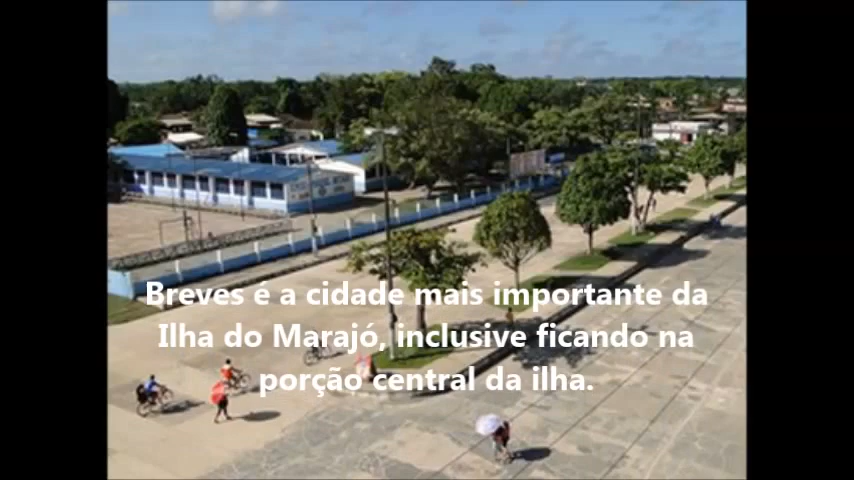 Breves é a cidade mais importante da
Ilha do Marajó, inclusive ficando na
porção central da ilha.